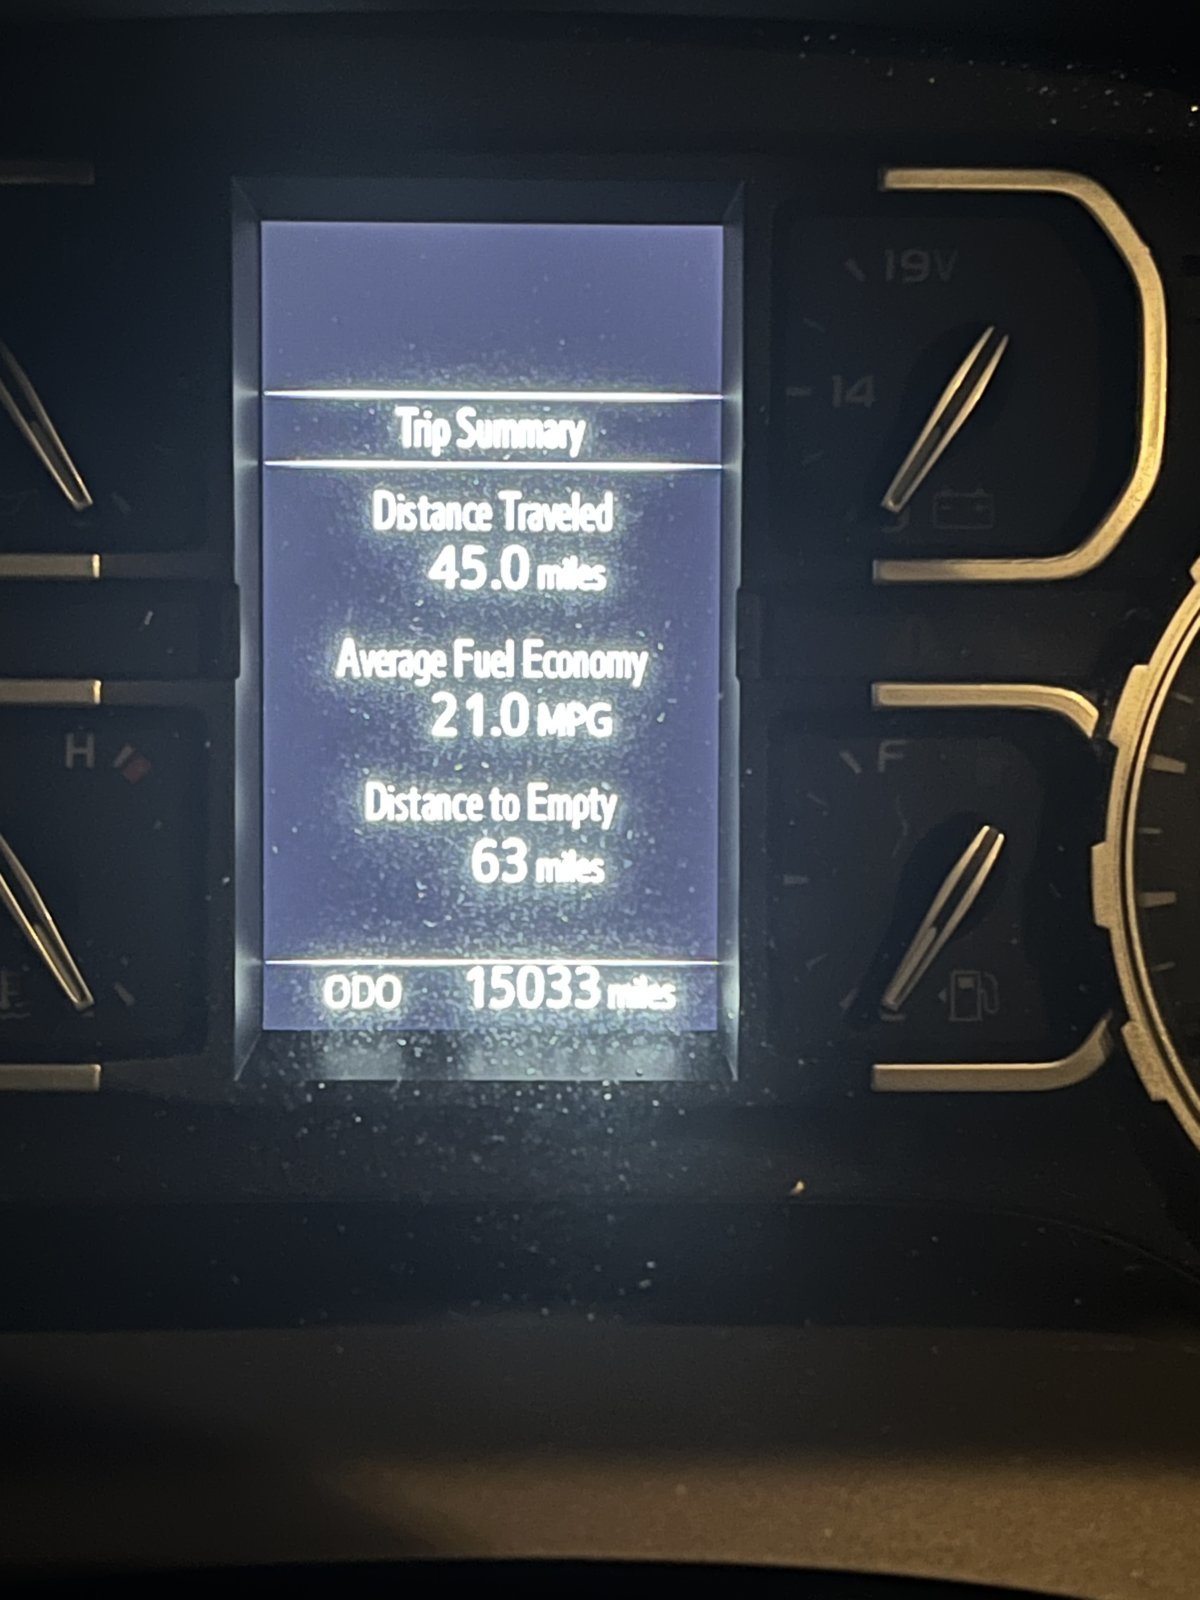 Trip Summary
Distance Traveled
45.0 miles
Average Fuel Economy
21.0 MPG
Distance to Empty
63 miles
ODO 15033 miles
19V
14
H
F